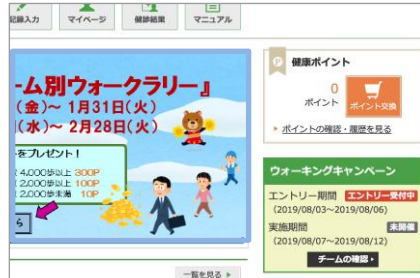 記録入力
マイページ
健診結果
マニュアル
ーム別ウォークラリー』
(金)～ 1月31日(火)
(水)～ 2月28日(火)
をプレゼント！
4,000歩以上 300P
2,000歩以上 100P
2,000歩未満 10P
ら
一覧を見る
P 健康ポイント
0
ポイント
ポイント交換
ポイントの確認・履歴を見る
ウォーキングキャンペーン
エントリー期間 エントリー受付中
(2019/08/03～2019/08/06)
実施期間 未開催
(2019/08/07～2019/08/12)
チームの確認